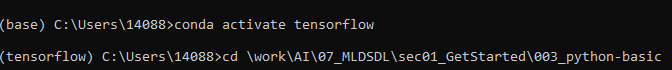 (base) C:\Users\14088>conda activate tensorflow
(tensorflow) C:\Users\14088>cd \work\AI\07_MLDSDL\sec01_GetStarted\003_python-basic